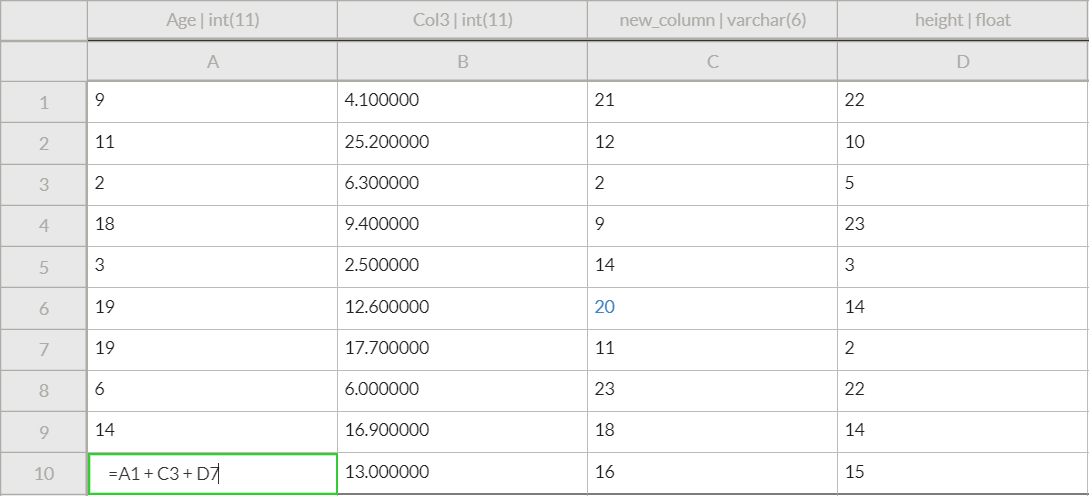 Age | int(11) Col3 | int(11) new_column | varchar(6) height | float
A B C D
1 9 4.100000 21 22
2 11 25.200000 12 10
3 2 6.300000 2 5
4 18 9.400000 9 23
5 3 2.500000 14 3
6 19 12.600000 20 14
7 19 17.700000 11 2
8 6 6.000000 23 22
9 14 16.900000 18 14
10 =A1 + C3 + D7 13.000000 16 15